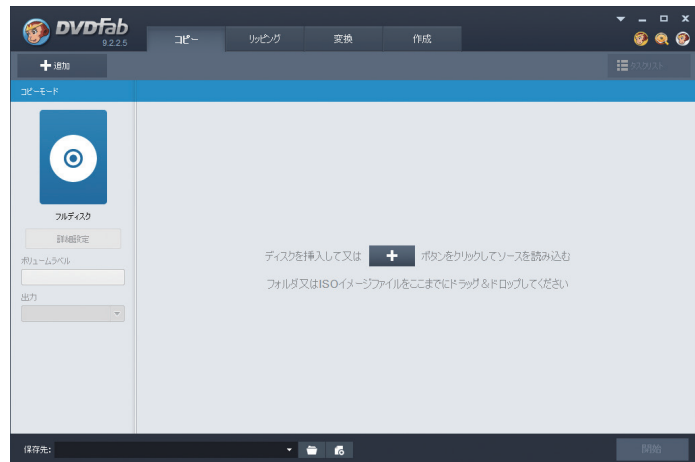 DVDFab
9.2.2.5
コピー
リッピング
変換
作成
追加
タスクリスト
コピーモード
フルディスク
詳細設定
ボリュームラベル
出力
ディスクを挿入して又は ボタンをクリックしてソースを読み込む
フォルダ又はISOイメージファイルをここまでにドラッグ&ドロップしてください
保存先:
開始